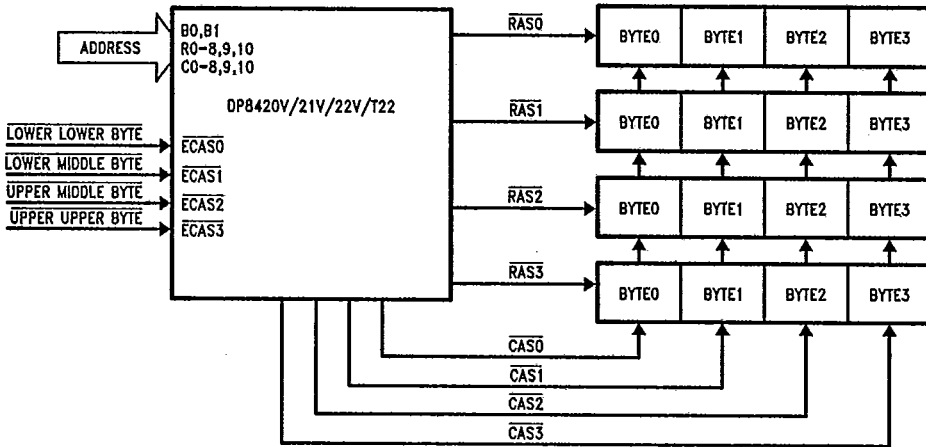 ADDRESS
B0,B1
R0-8,9,10
C0-8,9,10
DP8420V/21V/22V/T22
LOWER LOWER BYTE
LOWER MIDDLE BYTE
UPPER MIDDLE BYTE
UPPER UPPER BYTE
ECAS0
ECAS1
ECAS2
ECAS3
RAS0
BYTE0 BYTE1 BYTE2 BYTE3
RAS1
BYTE0 BYTE1 BYTE2 BYTE3
RAS2
BYTE0 BYTE1 BYTE2 BYTE3
RAS3
BYTE0 BYTE1 BYTE2 BYTE3
CAS0
CAS1
CAS2
CAS3